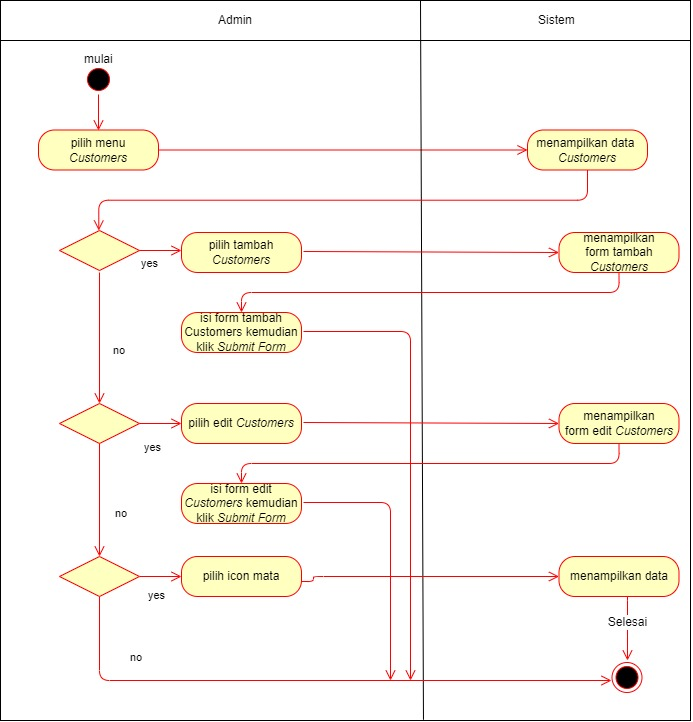 Admin
Sistem
mulai
pilih menu
Customers
menampilkan data
Customers
yes
pilih tambah
Customers
menampilkan
form tambah
Customers
isi form tambah
Customers kemudian
klik Submit Form
no
yes
pilih edit Customers
menampilkan
form edit Customers
isi form edit
Customers kemudian
klik Submit Form
no
yes
pilih icon mata
menampilkan data
Selesai
no